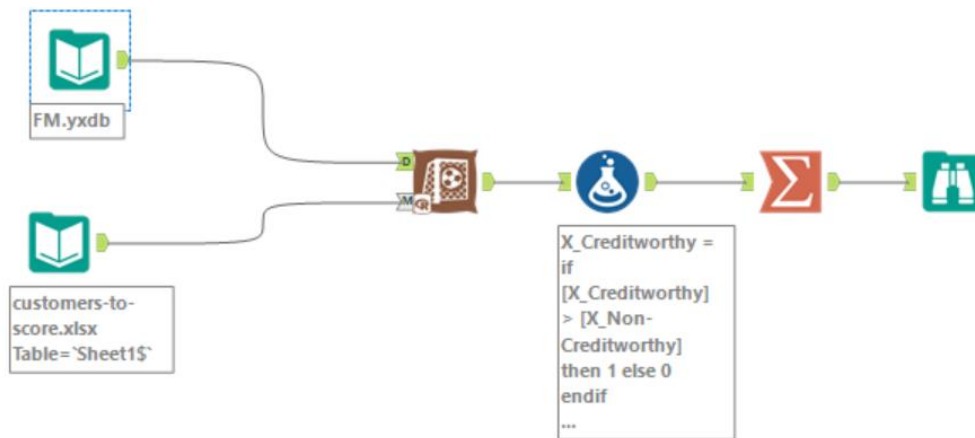 FM.yxdb
D
M
R
customers-to-
score.xlsx
Table=`Sheet1$`
X_Creditworthy =
if
[X_Creditworthy]
> [X_Non-
Creditworthy]
then 1 else 0
endif
...